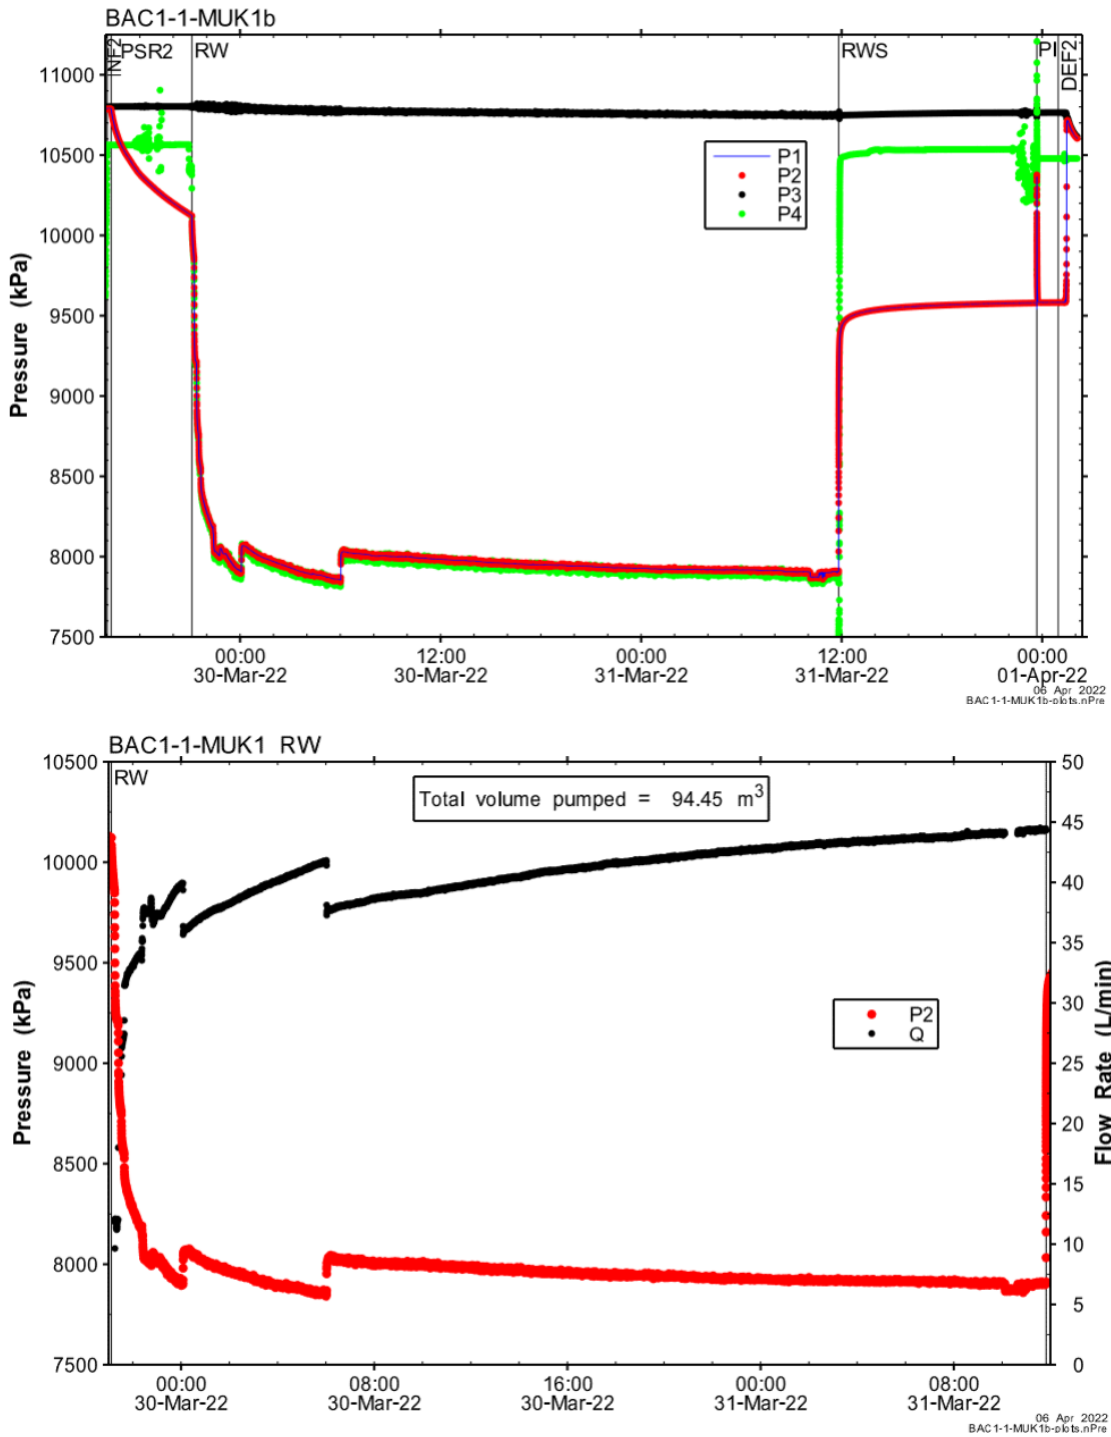 BAC1-1-MUK1b
INF2 PSR2 RW RWS PI DEF2
11000
10500
10000
9500
9000
8500
8000
7500
Pressure (kPa)
P1
P2
P3
P4
00:00 12:00 00:00 12:00 00:00
30-Mar-22 30-Mar-22 31-Mar-22 31-Mar-22 01-Apr-22
06 Apr 2022
BAC1-1-MUK1b-plots.nPre
BAC1-1-MUK1 RW
RW
Total volume pumped = 94.45 m³
10500
10000
9500
9000
8500
8000
7500
Pressure (kPa)
P2
Q
50
45
40
35
30
25
20
15
10
5
0
Flow Rate (L/min)
00:00 08:00 16:00 00:00 08:00
30-Mar-22 30-Mar-22 30-Mar-22 31-Mar-22 31-Mar-22
06 Apr 2022
BAC1-1-MUK1b-plots.nPre